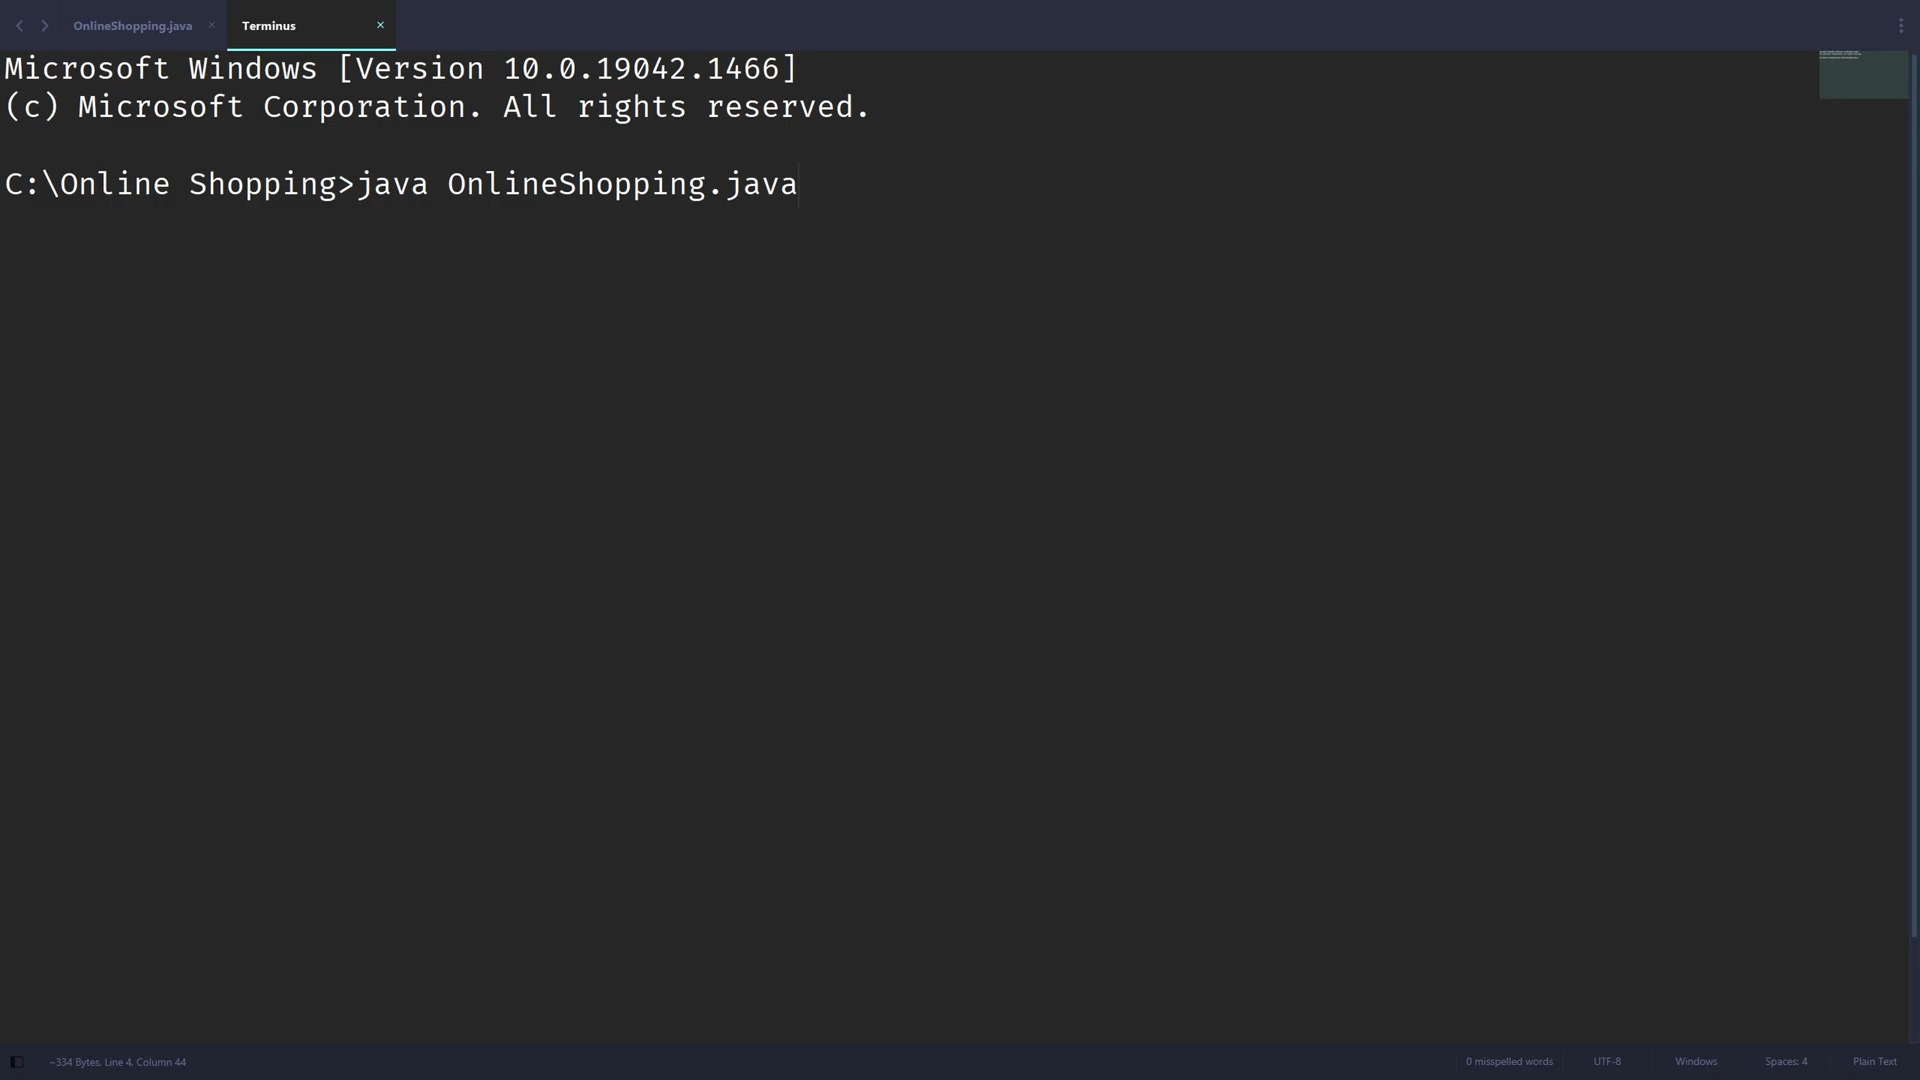 OnlineShopping.java × Terminus ×
Microsoft Windows [Version 10.0.19042.1466]
(c) Microsoft Corporation. All rights reserved.
C:\Online Shopping>java OnlineShopping.java
~334 Bytes, Line 4, Column 44 0 misspelled words UTF-8 Windows Spaces: 4 Plain Text